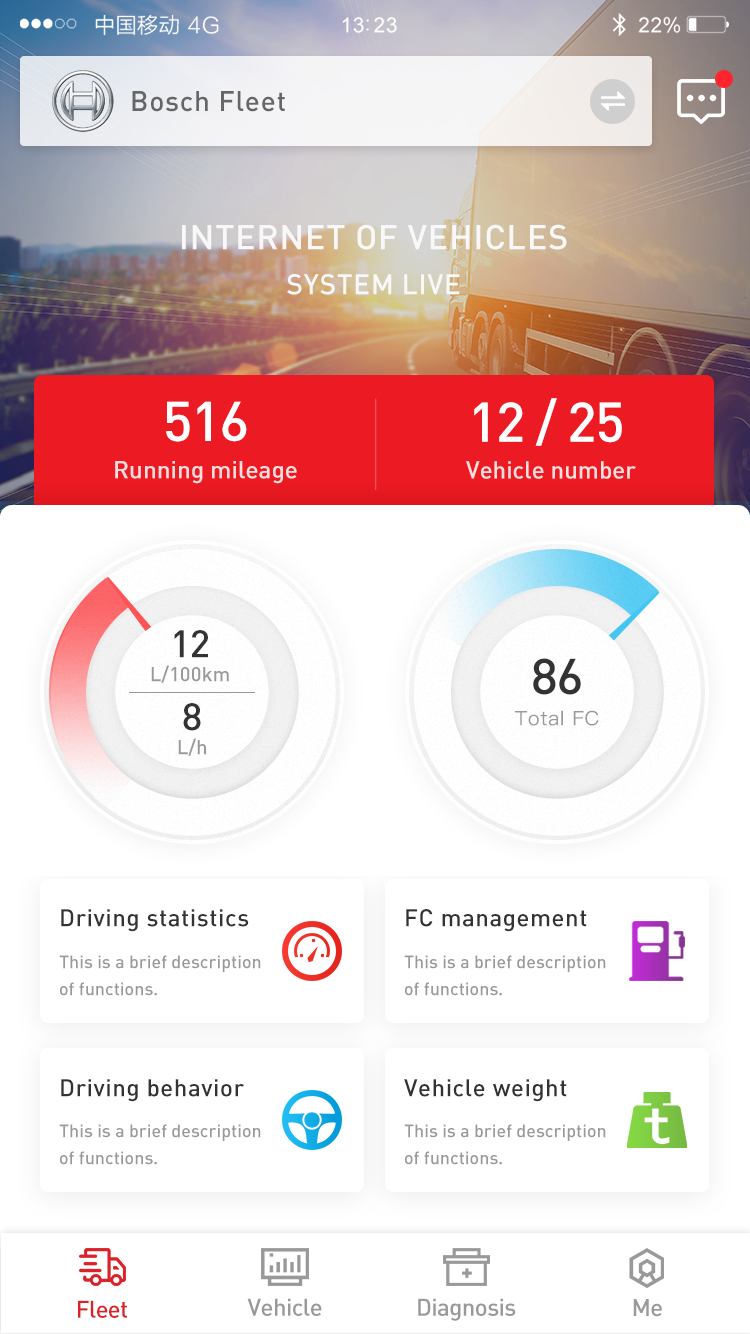 中国移动 4G
13:23
22%
Bosch Fleet
INTERNET OF VEHICLES
SYSTEM LIVE
516
Running mileage
12 / 25
Vehicle number
12
L/100km
8
L/h
86
Total FC
Driving statistics
This is a brief description
of functions.
FC management
This is a brief description
of functions.
Driving behavior
This is a brief description
of functions.
Vehicle weight
This is a brief description
of functions.
t
Fleet
Vehicle
Diagnosis
Me